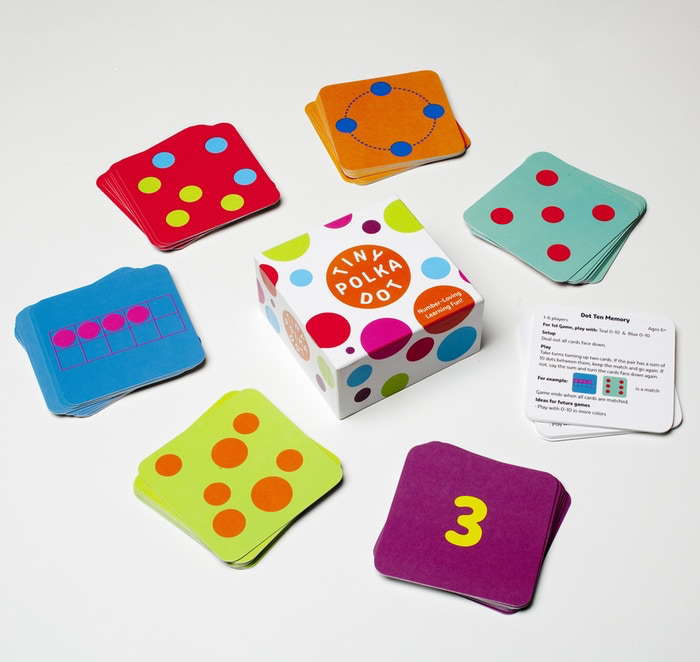 TINY
POLKA
DOT
Number-Loving
Learning Fun!
Dot Ten Memory
1-6 players
Ages 6+
For 1st Game, play with: Teal 0-10 & Blue 0-10
Setup
Deal out all cards face down.
Play
Take turns turning up two cards. If the pair has a sum of
10 dots between them, keep the match and go again. If
not, say the sum and turn the cards face down again.
For example:
is a match
Game ends when all cards are matched.
Ideas for future games
- Play with 0-10 in more colors
3